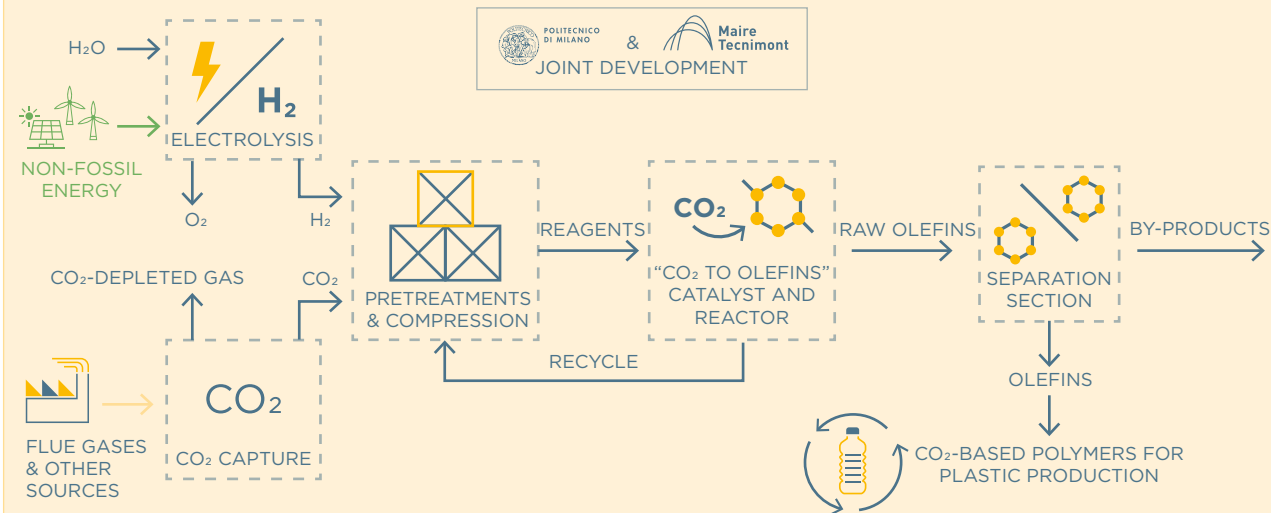 POLITECNICO
DI MILANO
&
Maire
Tecnimont
JOINT DEVELOPMENT
H₂O
H₂
ELECTROLYSIS
NON-FOSSIL
ENERGY
O₂
H₂
CO₂-DEPLETED GAS
CO₂
PRETREATMENTS
& COMPRESSION
REAGENTS
CO₂
"CO₂ TO OLEFINS"
CATALYST AND
REACTOR
RAW OLEFINS
SEPARATION
SECTION
BY-PRODUCTS
RECYCLE
OLEFINS
CO₂
CO₂ CAPTURE
FLUE GASES
& OTHER
SOURCES
CO₂-BASED POLYMERS FOR
PLASTIC PRODUCTION